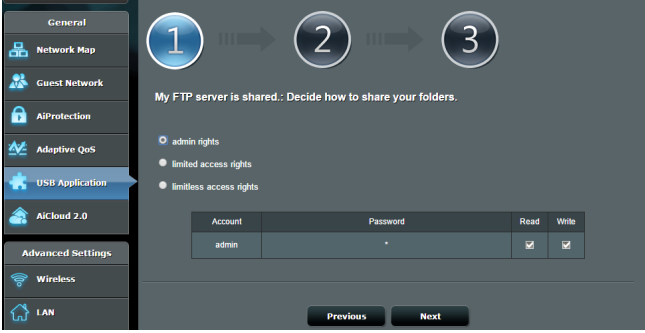 General
Network Map
Guest Network
AiProtection
Adaptive QoS
USB Application
AiCloud 2.0
Advanced Settings
Wireless
LAN
1 2 3
My FTP server is shared.: Decide how to share your folders.
admin rights
limited access rights
limitless access rights
Account Password Read Write
admin *
Previous Next